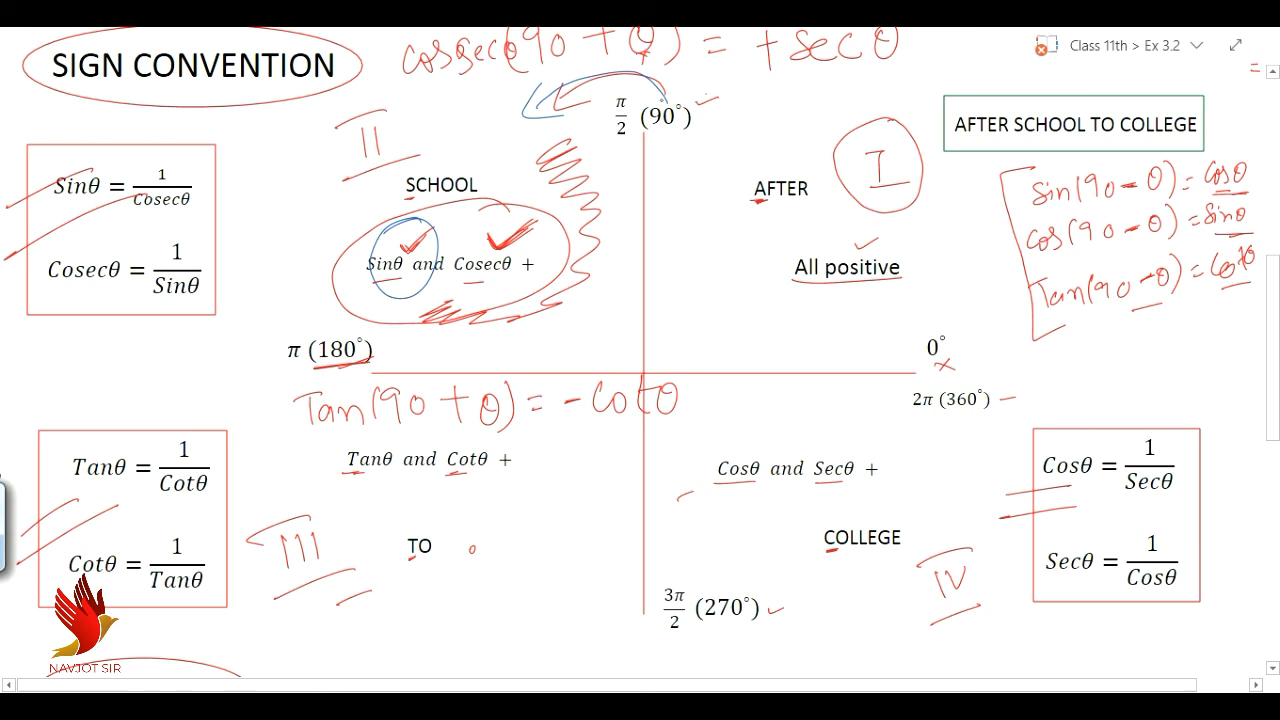 SIGN CONVENTION
cossec(90 + θ) = + sec θ
Class 11th > Ex 3.2
=
π/2 (90°)
AFTER SCHOOL TO COLLEGE
II
I
Sinθ = 1/Cosecθ
Cosecθ = 1/Sinθ
SCHOOL
Sinθ and Cosecθ +
AFTER
All positive
Sin(90 - θ) = Cosθ
Cos(90 - θ) = Sinθ
Tan(90 - θ) = Cotθ
π (180°)
0°
2π (360°)
Tan(90 + θ) = - Cotθ
Tanθ = 1/Cotθ
Cotθ = 1/Tanθ
Tanθ and Cotθ +
III
TO
Cosθ and Secθ +
COLLEGE
IV
3π/2 (270°)
Cosθ = 1/Secθ
Secθ = 1/Cosθ
NAVJOT SIR